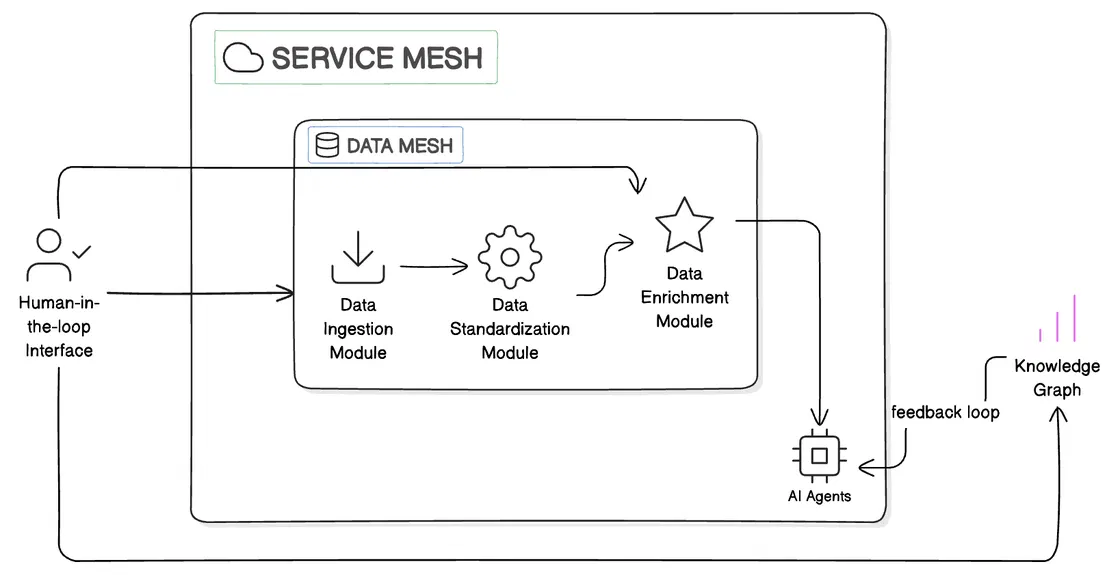 SERVICE MESH
DATA MESH
Human-in-
the-loop
Interface
Data
Ingestion
Module
Data
Standardization
Module
Data
Enrichment
Module
Knowledge
Graph
feedback loop
AI Agents